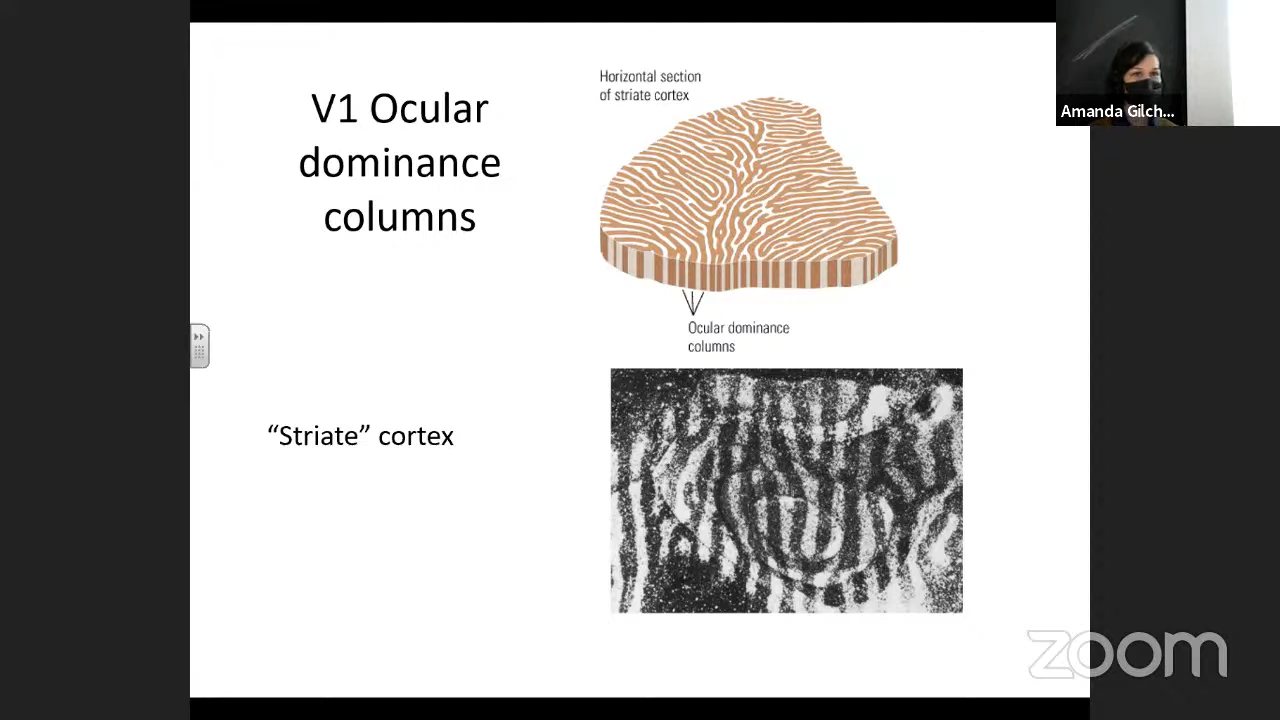 V1 Ocular
dominance
columns
Horizontal section
of striate cortex
Ocular dominance
columns
“Striate” cortex
Amanda Gilch...
zoom